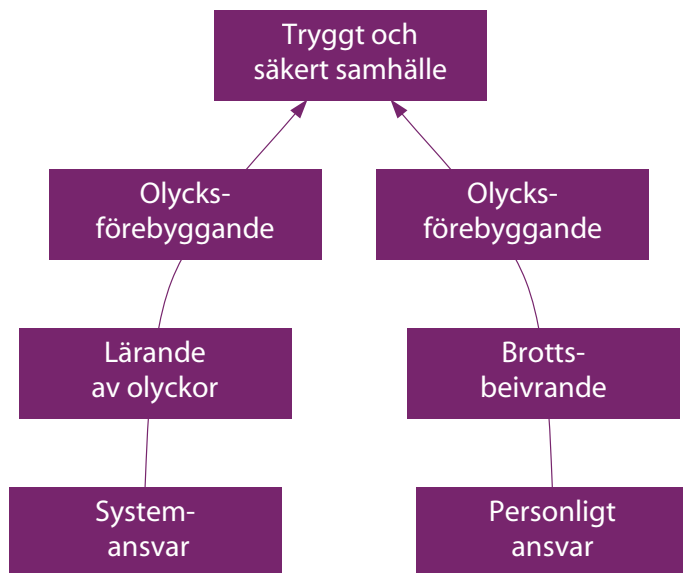 Tryggt och
säkert samhälle
Olycks-
förebyggande
Olycks-
förebyggande
Lärande
av olyckor
Brotts-
beivrande
System-
ansvar
Personligt
ansvar